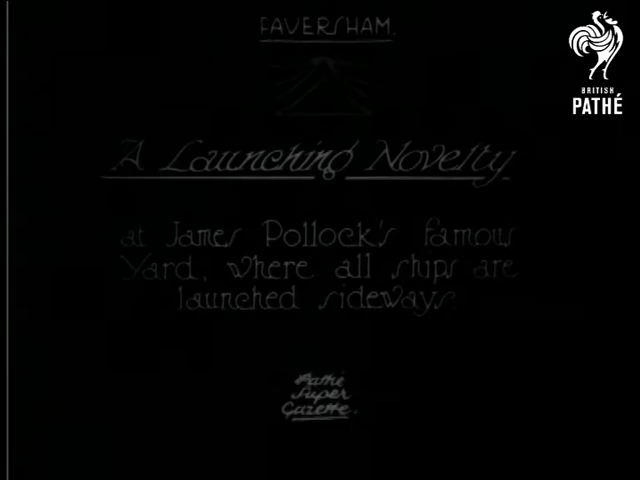 FAVERSHAM.
A Launching Novelty
at James Pollock's famous
Yard, where all ships are
launched sideways.
Pathé
Super
Gazette.
BRITISH
PATHÉ